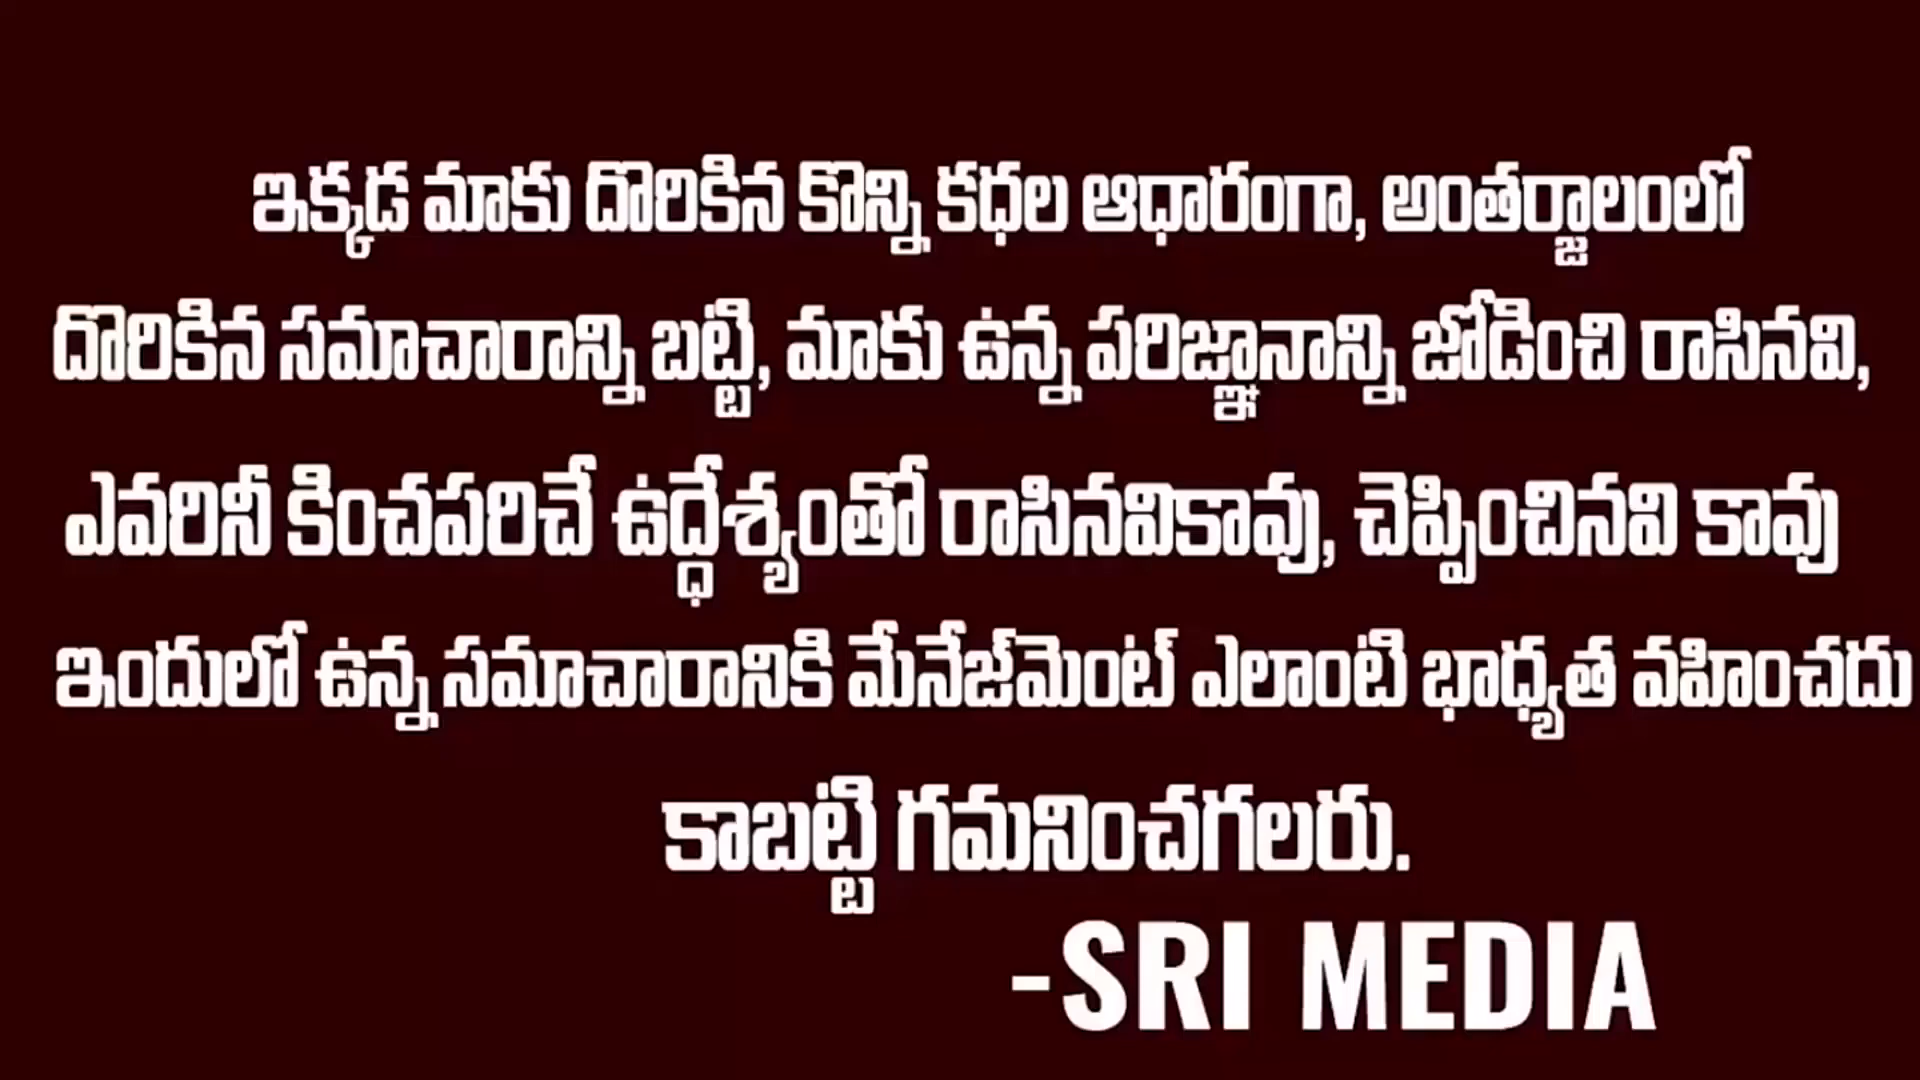 ఇక్కడ మాకు దొరికిన కొన్ని కధల ఆధారంగా, అంతర్జాలంలో
దొరికిన సమాచారాన్ని బట్టి, మాకు ఉన్న పరిజ్ఞానాన్ని జోడించి రాసినవి,
ఎవరినీ కించపరిచే ఉద్ధేశ్యంతో రాసినవికావు, చెప్పించినవి కావు
ఇందులో ఉన్న సమాచారానికి మేనేజ్‌మెంట్ ఎలాంటి భాధ్యత వహించదు
కాబట్టి గమనించగలరు.
-SRI MEDIA